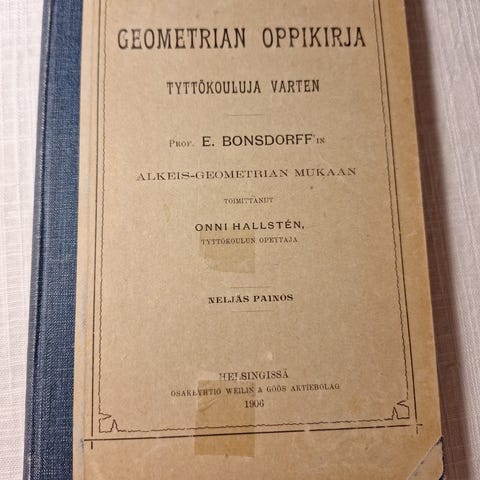 GEOMETRIAN OPPIKIRJA
TYTTÖKOULUJA VARTEN
PROF. E. BONSDORFF'IN
ALKEIS-GEOMETRIAN MUKAAN
TOIMITTANUT
ONNI HALLSTÉN,
TYTTÖKOULUN OPETTAJA
NELJÄS PAINOS
HELSINGISSÄ
OSAKEYHTIÖ WEILIN & GÖÖS AKTIEBOLAG
1906